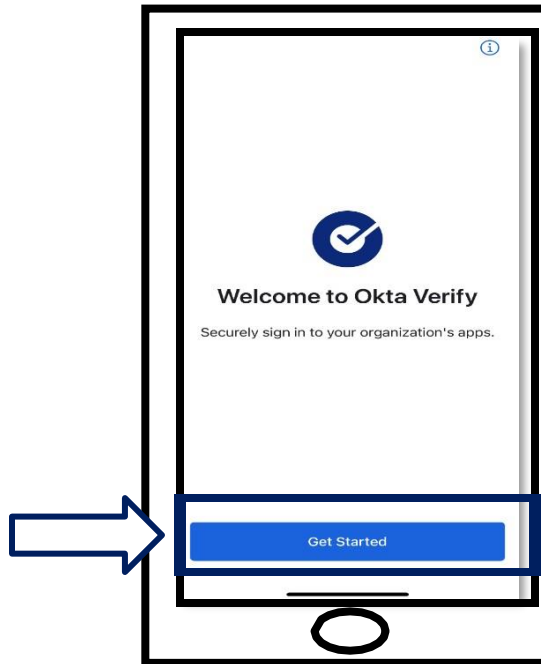 Welcome to Okta Verify
Securely sign in to your organization's apps.
Get Started